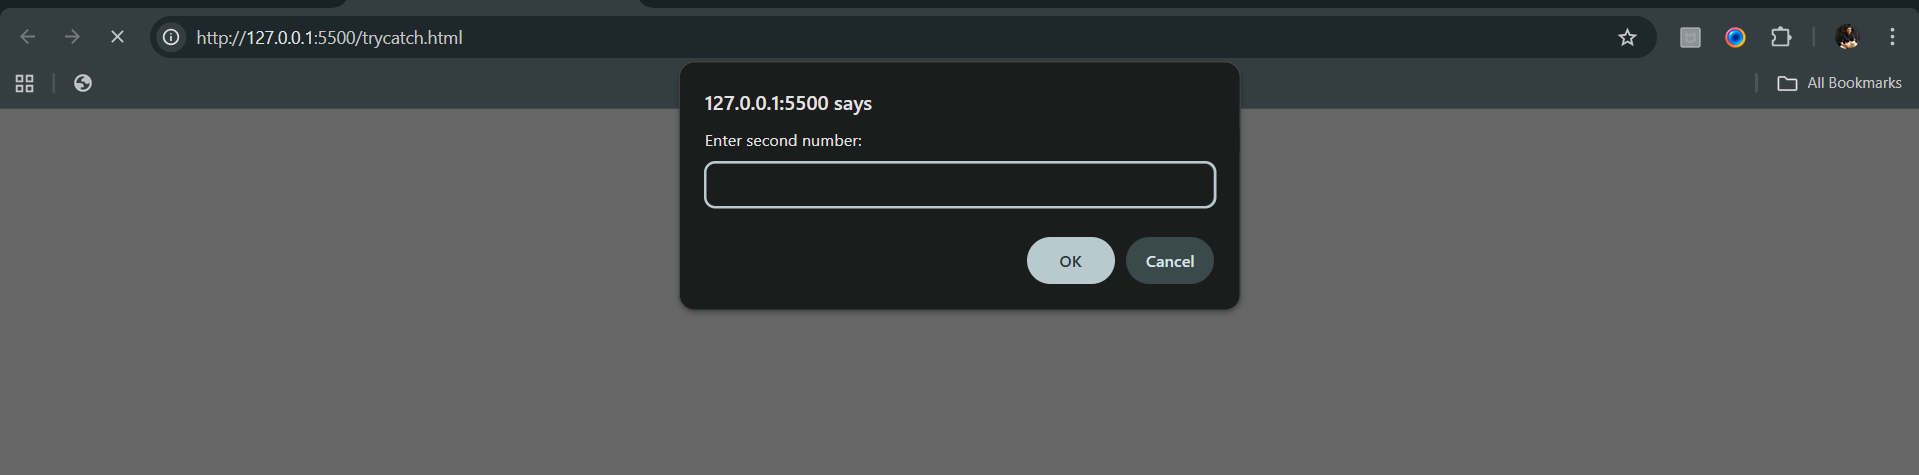 http://127.0.0.1:5500/trycatch.html
All Bookmarks
127.0.0.1:5500 says
Enter second number:
OK
Cancel